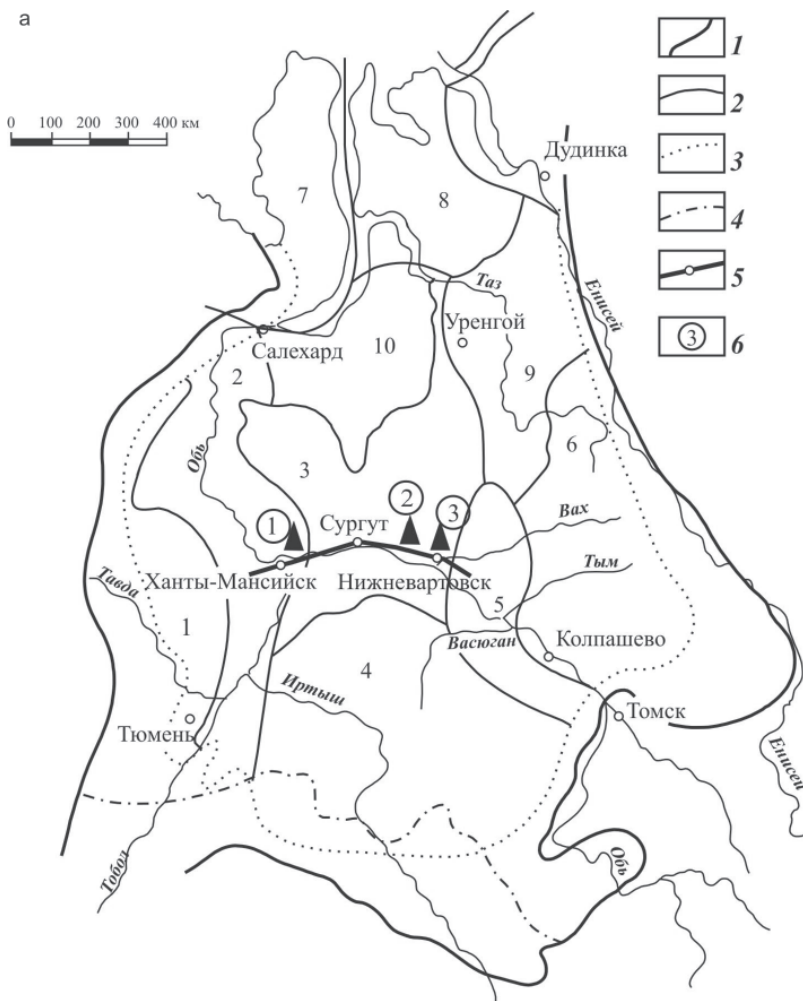 а
0 100 200 300 400 км
1
2
3
4
5
3 6
Дудинка
7
8
Таз
Енисей
Уренгой
Салехард
10
2
9
6
Обь
3
2
1
3
Сургут
Вах
Ханты-Мансийск
Нижневартовск
Тым
Тавда
5
1
Васюган
Колпашево
4
Иртыш
Томск
Тюмень
Енисей
Обь
Тобол